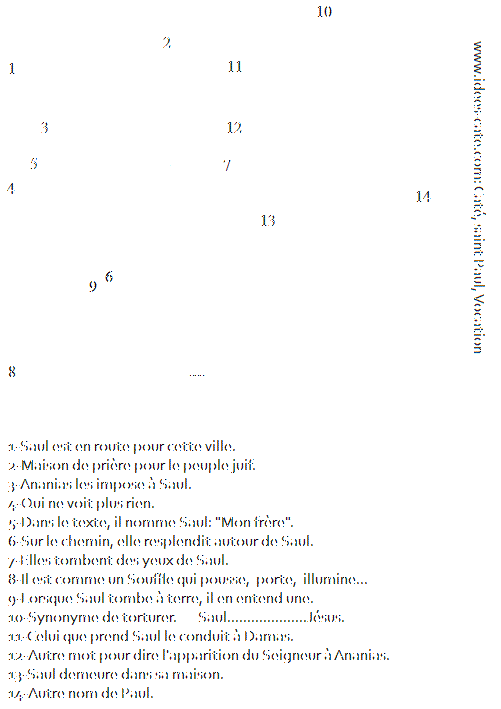 10
2
1
11
3
12
5
7
4
14
13
6
9
8
......
www.idees-cate.com: Caté, saint Paul, Vocation
1-Saul est en route pour cette ville.
2-Maison de prière pour le peuple juif.
3-Ananias les impose à Saul.
4-Qui ne voit plus rien.
5-Dans le texte, il nomme Saul: "Mon frère".
6-Sur le chemin, elle resplendit autour de Saul.
7-Elles tombent des yeux de Saul.
8-Il est comme un Souffle qui pousse, porte, illumine...
9-Lorsque Saul tombe à terre, il en entend une.
10-Synonyme de torturer. Saul.....................Jésus.
11-Celui que prend Saul le conduit à Damas.
12-Autre mot pour dire l'apparition du Seigneur à Ananias.
13-Saul demeure dans sa maison.
14-Autre nom de Paul.